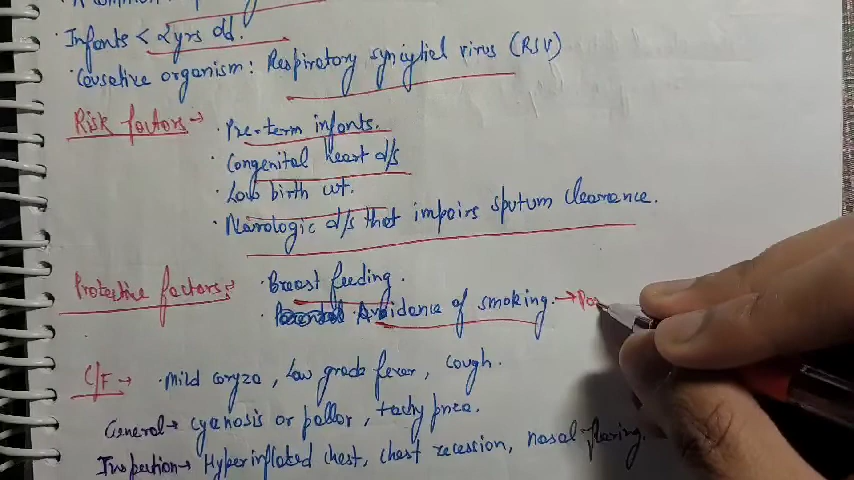 · Infants < 2yrs old.
· Causative organism: Respiratory syncytial virus (RSV)
Risk factors →
· Pre-term infants.
· Congenital heart d/s
· Low birth wt.
· Neurologic d/s that impairs sputum clearance.
Protective factors →
· Breast feeding.
· Avoidence of smoking. → Pa
C/F → · Mild coryza, Low grade fever, cough.
General → cyanosis or pallor, tachypnea.
Inspection → Hyperinflated chest, chest recession, nasal flaring.